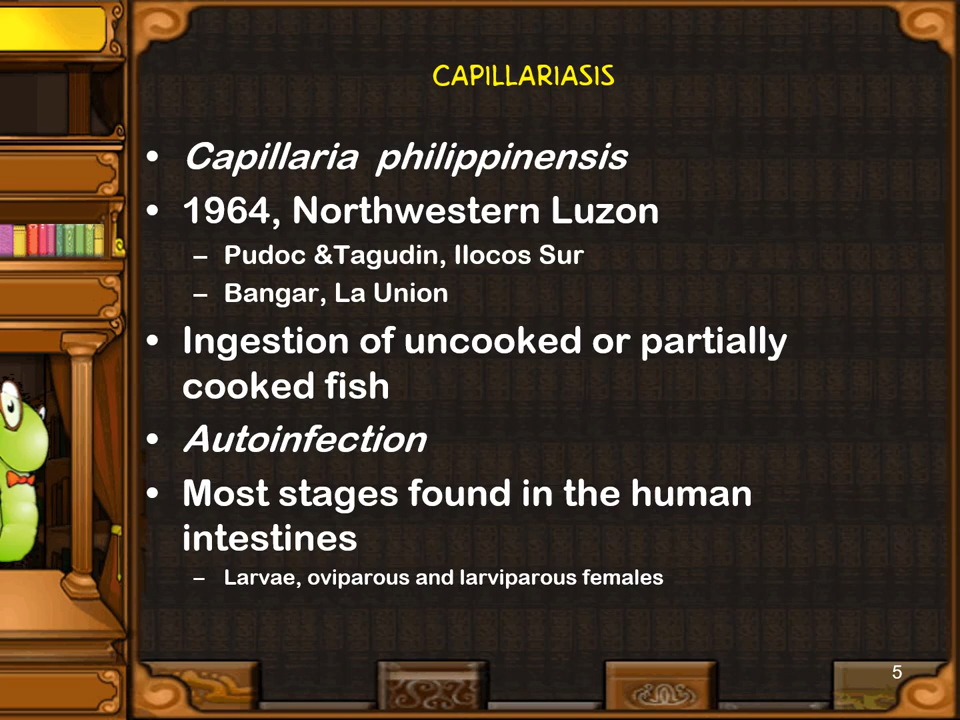 CAPILLARIASIS
• Capillaria philippinensis
• 1964, Northwestern Luzon
– Pudoc &Tagudin, Ilocos Sur
– Bangar, La Union
• Ingestion of uncooked or partially
cooked fish
• Autoinfection
• Most stages found in the human
intestines
– Larvae, oviparous and larviparous females
5